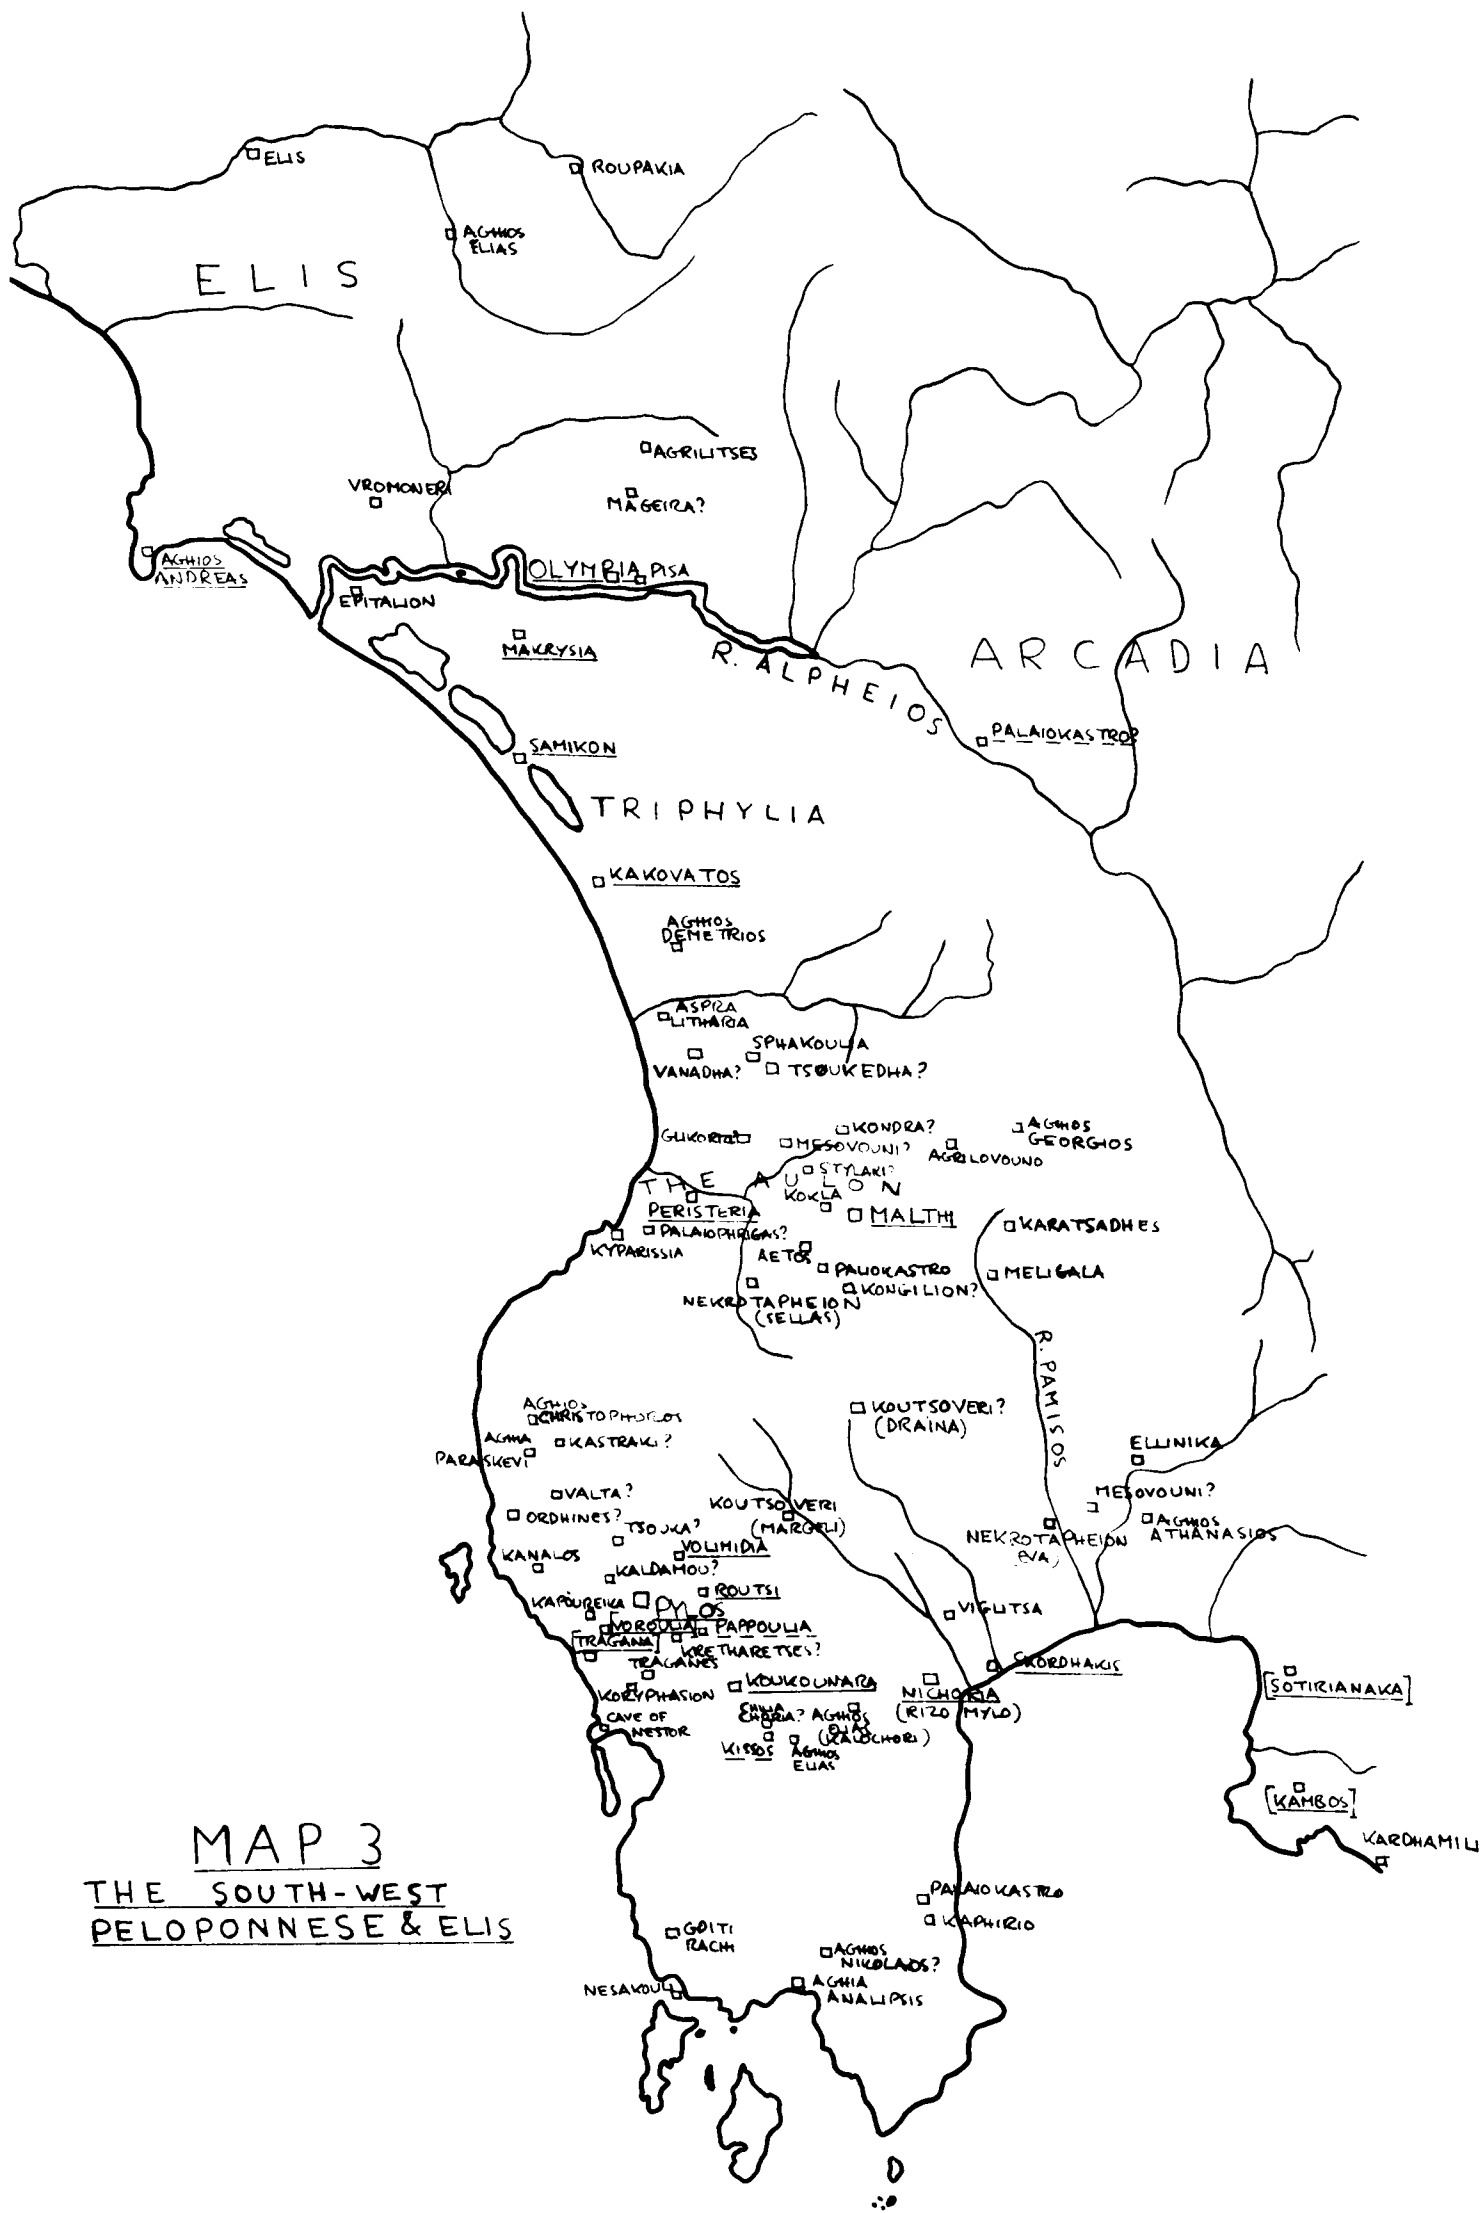 ELIS
ROUPAKIA
AGHIOS
ELIAS
ELIS
AGRILITSES
VROMONERI
MAGEIRA?
AGHIOS
ANDREAS
OLYMPIA PISA
EPITALION
MAKRYSIA
R. ALPHEIOS
ARCADIA
PALAIOKASTRO?
SAMIKON
TRIPHYLIA
KAKOVATOS
AGHIOS
DEMETRIOS
ASPRA
LITHARIA
SPHAKOULIA
VANADHA?
TSOUKEDHA?
KONDRA?
AGHIOS
GEORGIOS
MESOVOUNI?
AGRILOVOUNO
STYLARI?
THE AULON
KOKLA
PERISTERIA
MALTHI
PALAIOPHRIGAS?
KARATSADHES
KYPARISSIA
AETOS
PALIOKASTRO
MELIGALA
KONGILION?
NEKROTAPHEION
(SELLAS)
R. PAMISOS
AGHIOS
CHRISTOPHOROS
KOUTSOVERI?
(DRAINA)
AGHIA
PARASKEVI
KASTRAKI?
ELLINIKA
VALTA?
MESOVOUNI?
ORDHINES?
KOUTSOVERI
(MARGELI)
TSOUKA?
AGHIOS
ATHANASIOS
NEKROTAPHEION
(EVA)
VOLIMIDIA
KANALOS
KALDAMOU?
ROUTSI
KAPOUREIKA
PYLOS
VIGLITSA
[VOROULIA]
PAPPOULIA
[TRAGANA]
KRETHARETSES?
TRAGANES
SKORDHAKIS
KOUKOUNARA
NICHORIA
(RIZO MYLO)
[SOTIRIANAKA]
KORYPHASION
CHORIA?
AGHIOS
ELIAS
(KALOCHORI)
CAVE OF
NESTOR
KISSOS
AGHIOS
ELIAS
[KAMBOS]
KARDHAMILI
MAP 3
THE SOUTH-WEST
PELOPONNESE & ELIS
PALAIOKASTRO
KAPHIRIO
GOITI
RACHI
AGHIOS
NIKOLAOS?
NESAKOULI
AGHIA
ANALIPSIS